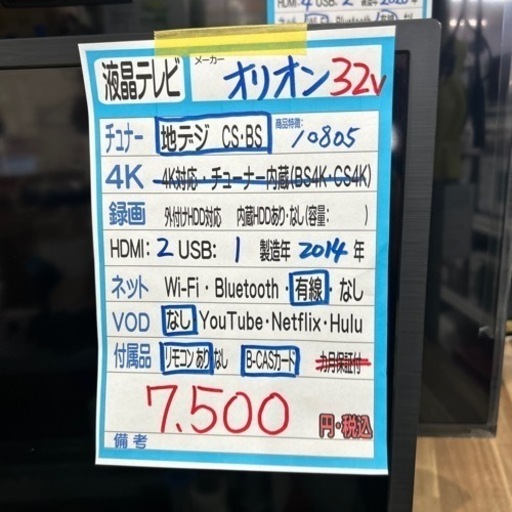 HDMI: 4 USB: 2
液晶テレビ メーカー オリオン 32v
チュナー 地デジ CS・BS 商品特徴: 10805
4K 4K対応・チューナー内蔵(BS4K・CS4K)
録画 外付けHDD対応 内蔵HDDあり・なし(容量: )
HDMI: 2 USB: 1 製造年 2014 年
ネット Wi-Fi・Bluetooth・有線・なし
VOD なし YouTube・Netflix・Hulu
付属品 リモコンあり なし B-CASカード カ月保証付
7.500 円・税込
備考